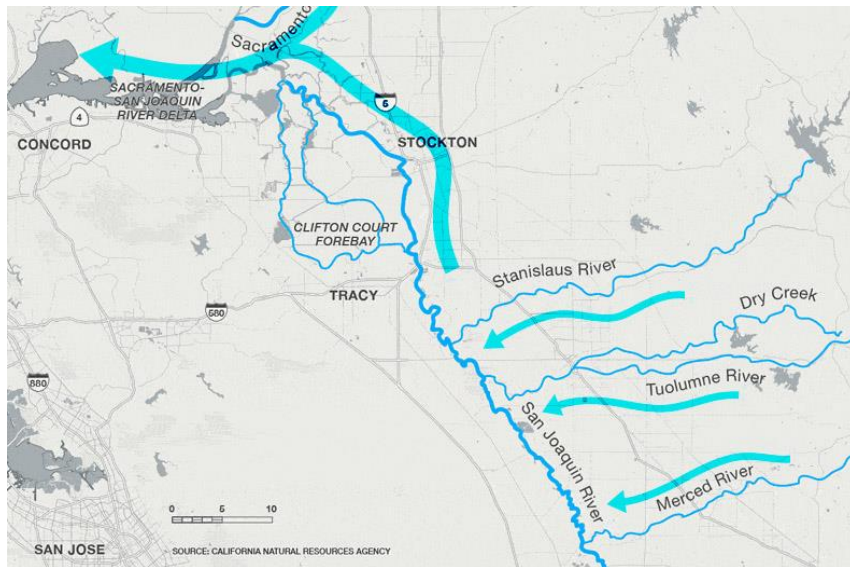 Sacramento
SACRAMENTO-
SAN JOAQUIN
RIVER DELTA
5
4
CONCORD
STOCKTON
CLIFTON COURT
FOREBAY
Stanislaus River
TRACY
Dry Creek
580
880
Tuolumne River
San Joaquin River
Merced River
0 5 10
SAN JOSE
SOURCE: CALIFORNIA NATURAL RESOURCES AGENCY